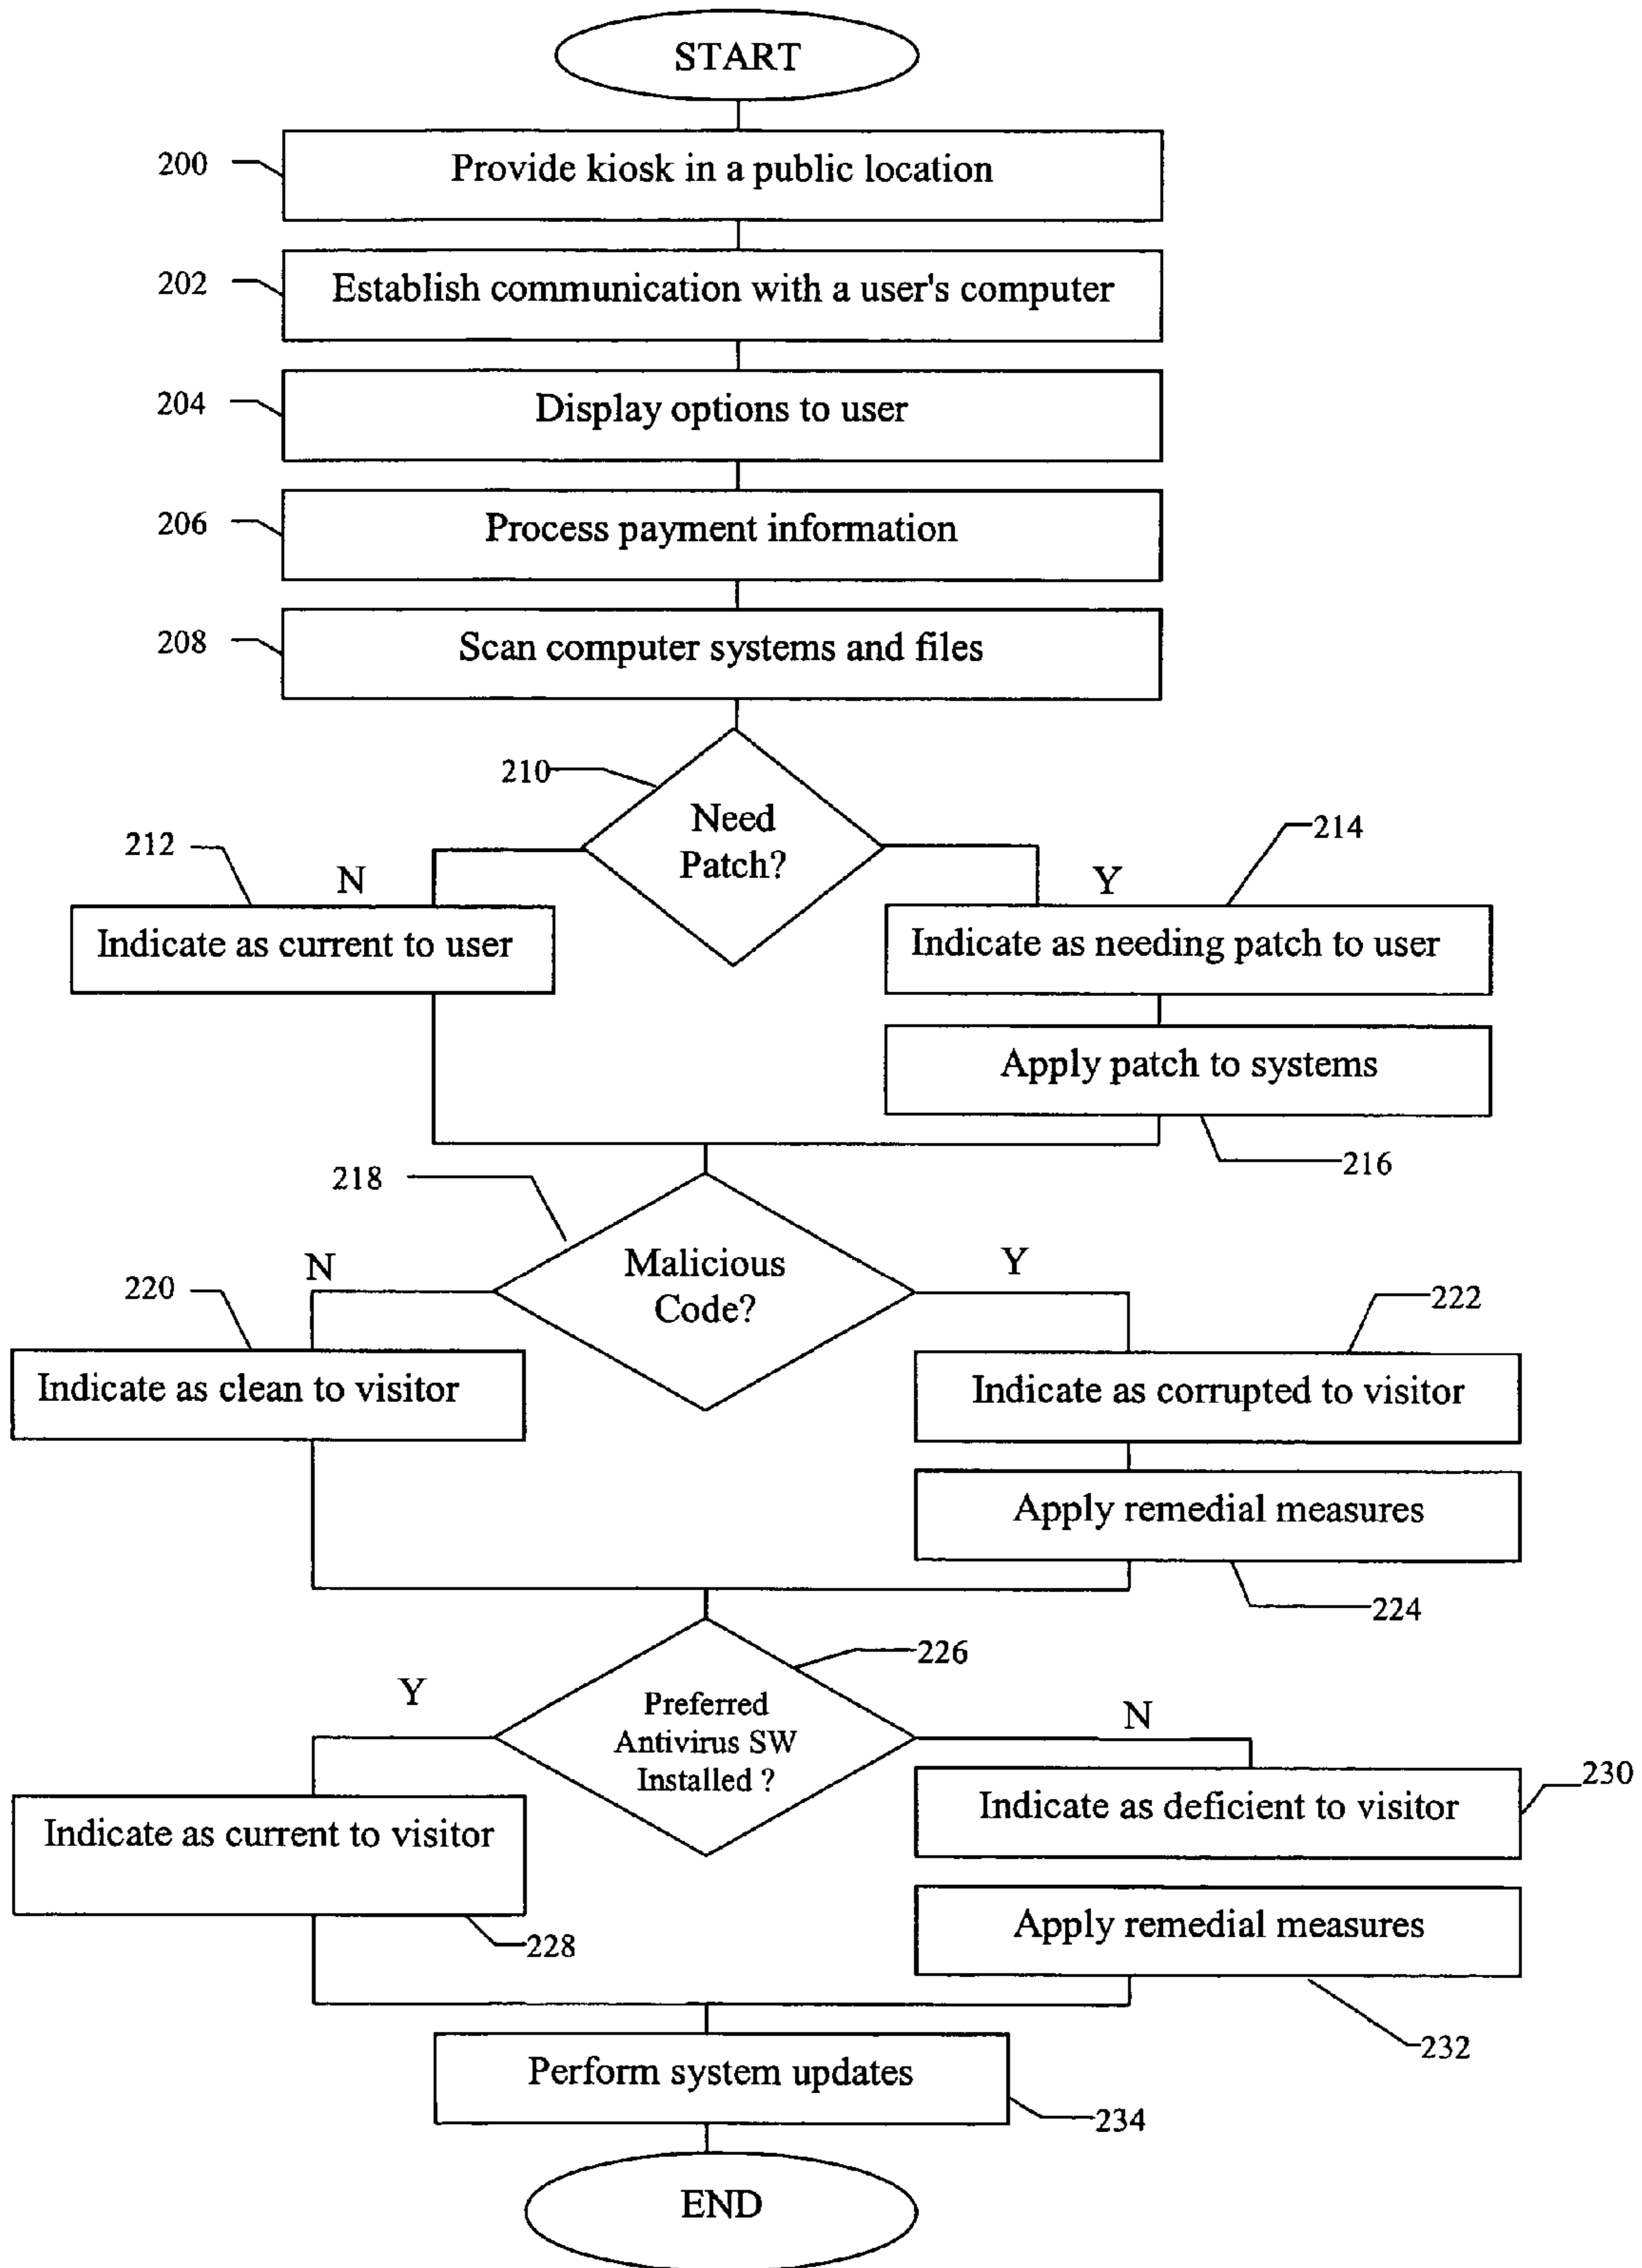 START
200
Provide kiosk in a public location
202
Establish communication with a user's computer
204
Display options to user
206
Process payment information
208
Scan computer systems and files
210
Need
Patch?
212
N
Y
214
Indicate as current to user
Indicate as needing patch to user
Apply patch to systems
216
218
Malicious
Code?
N
Y
220
222
Indicate as clean to visitor
Indicate as corrupted to visitor
Apply remedial measures
224
226
Preferred
Antivirus SW
Installed ?
Y
N
230
Indicate as current to visitor
Indicate as deficient to visitor
228
Apply remedial measures
232
Perform system updates
234
END